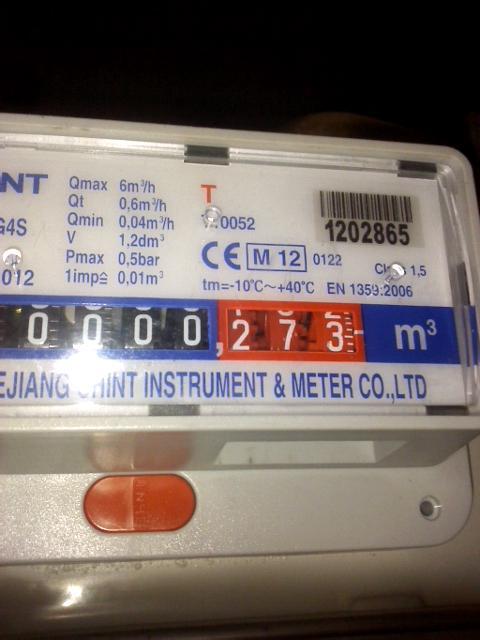 NT
G4S
Qmax 6m³/h
Qt 0,6m³/h
Qmin 0,04m³/h
V 1,2dm³
Pmax 0,5bar
1imp≙ 0,01m³
012
T
0052
CE M 12 0122
tm=-10°C~+40°C EN 1359:2006
1,5
1202865
0 0 0 0 , 2 7 3 m³
EJIANG CHINT INSTRUMENT & METER CO.,LTD